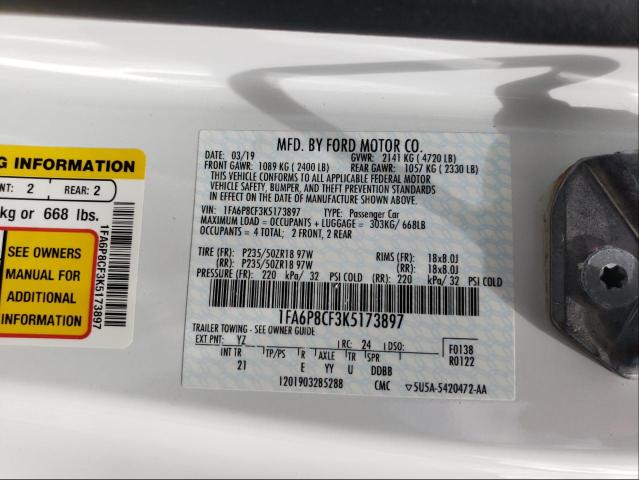 G INFORMATION
NT: 2 REAR: 2
kg or 668 lbs.
SEE OWNERS
MANUAL FOR
ADDITIONAL
INFORMATION
1FA6P8CF3K5173897
MFD. BY FORD MOTOR CO.
DATE: 03/19 GVWR: 2141 KG (4720 LB)
FRONT GAWR: 1089 KG (2400 LB) REAR GAWR: 1057 KG (2330 LB)
THIS VEHICLE CONFORMS TO ALL APPLICABLE FEDERAL MOTOR
VEHICLE SAFETY, BUMPER, AND THEFT PREVENTION STANDARDS
IN EFFECT ON THE DATE OF MANUFACTURE SHOWN ABOVE.
VIN: 1FA6P8CF3K5173897 TYPE: Passenger Car
MAXIMUM LOAD = OCCUPANTS + LUGGAGE = 303KG/ 668LB
OCCUPANTS = 4 TOTAL; 2 FRONT, 2 REAR
TIRE (FR): P235/50ZR18 97W RIMS (FR): 18x8.0J
(RR): P235/50ZR18 97W (RR): 18x8.0J
PRESSURE (FR): 220 kPa/ 32 PSI COLD (RR): 220 kPa/ 32 PSI COLD
1FA6P8CF3K5173897
TRAILER TOWING - SEE OWNER GUIDE
EXT PNT: YZ RC: 24 DSO: F0138
INT TR TP/PS R AXLE TR SPR R0122
21 E YY U DDBB
1201903285288 CMC 5U5A-5420472-AA